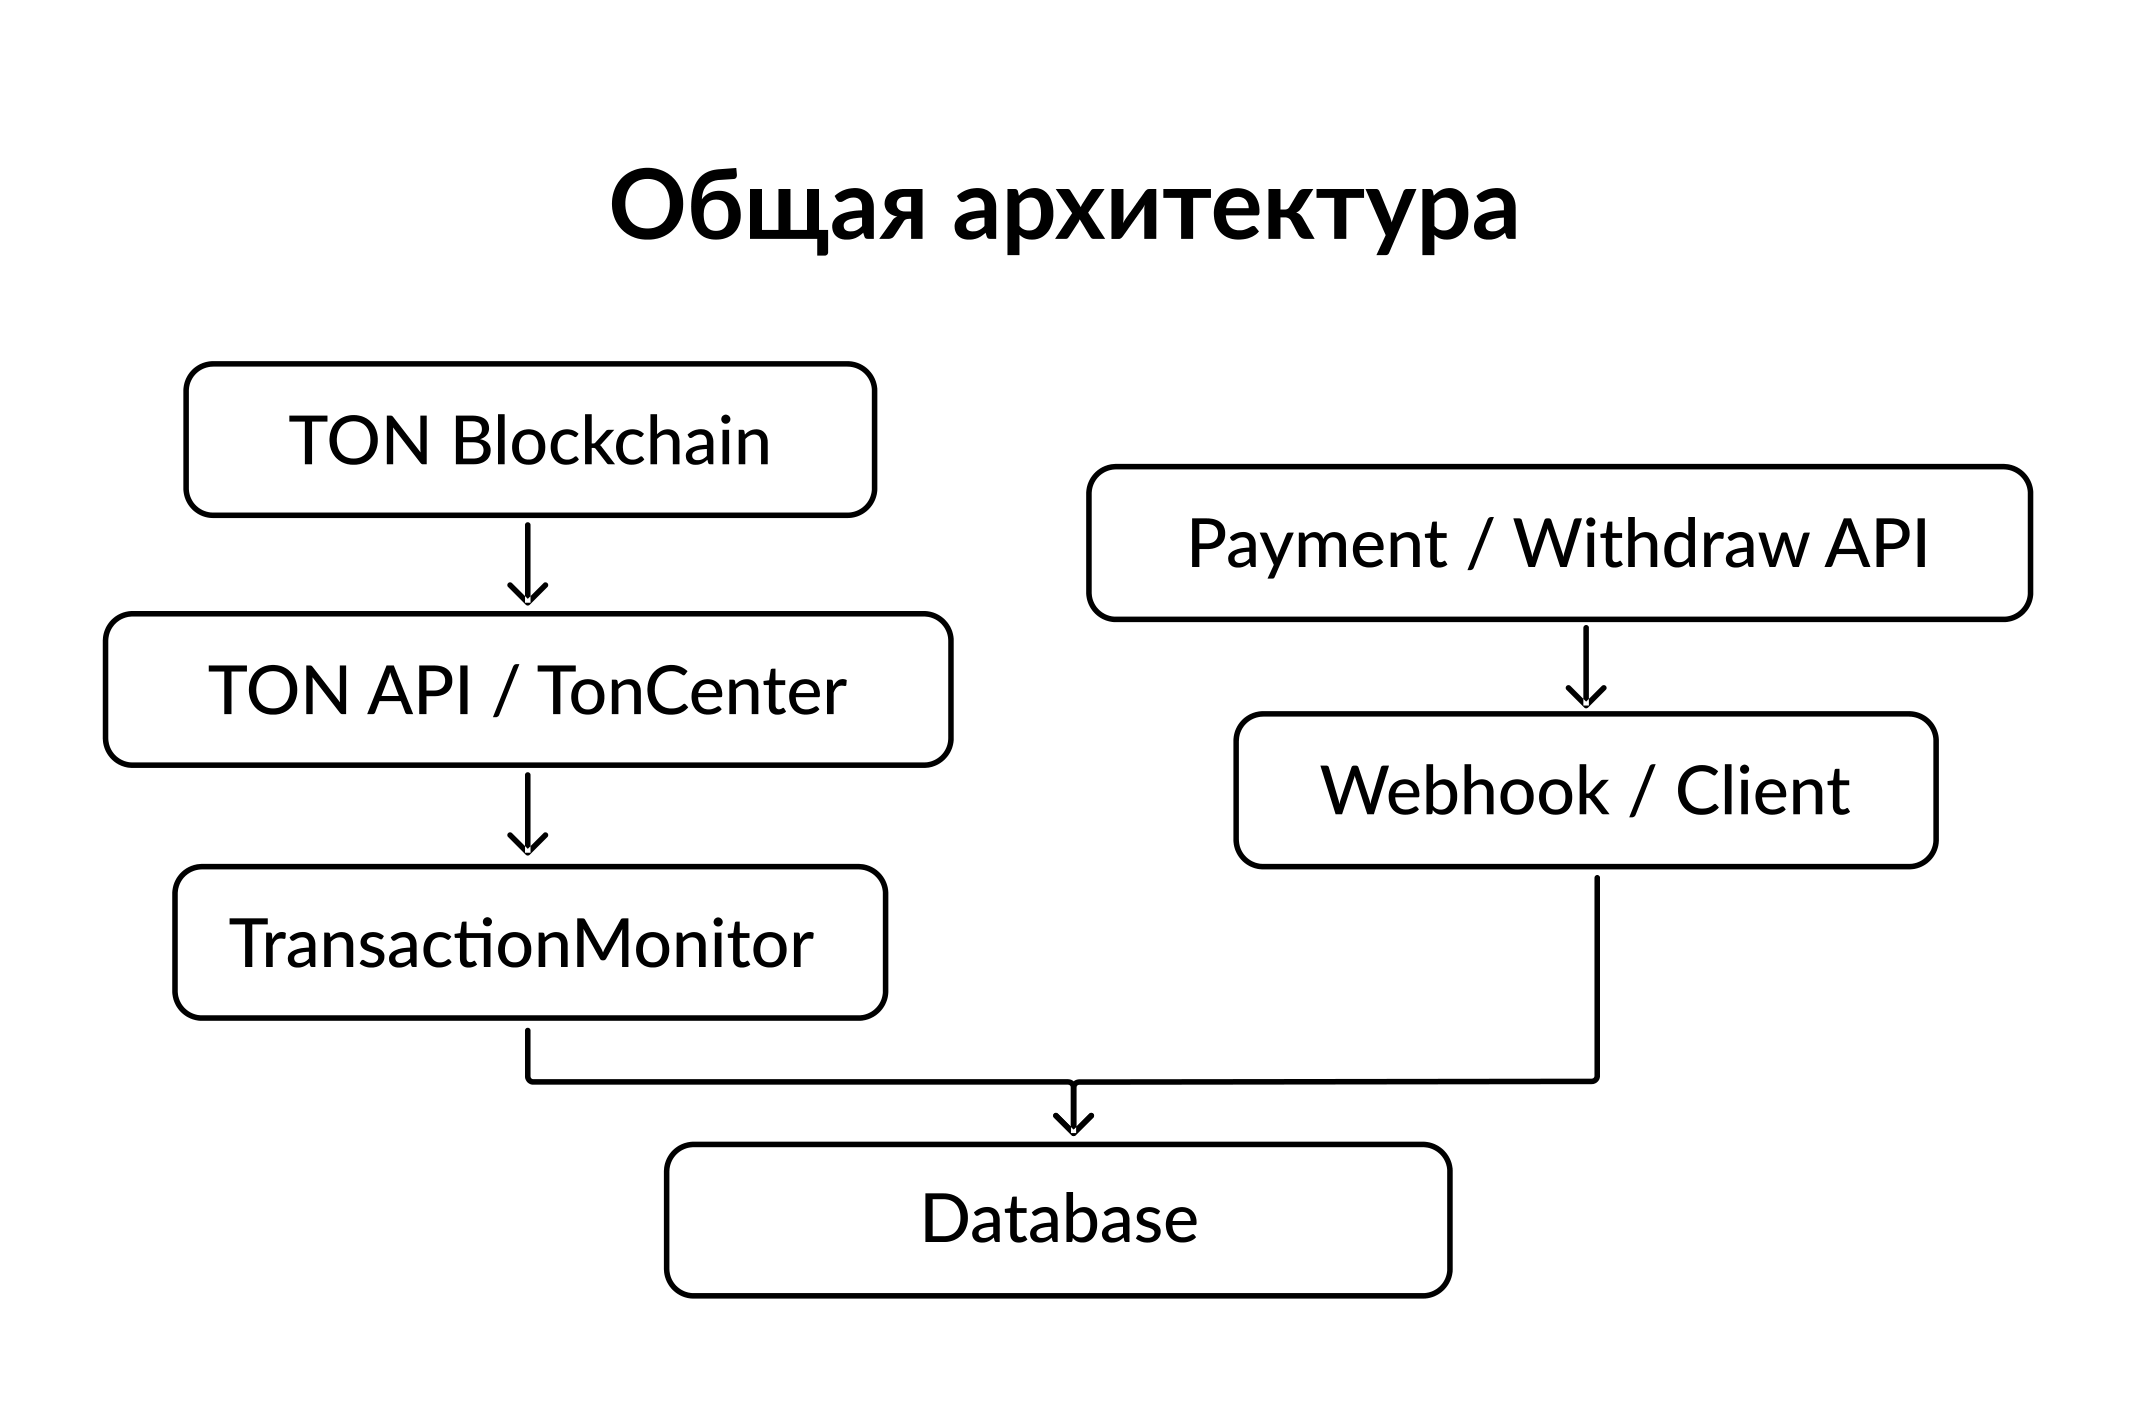 Общая архитектура
TON Blockchain
TON API / TonCenter
TransactionMonitor
Payment / Withdraw API
Webhook / Client
Database